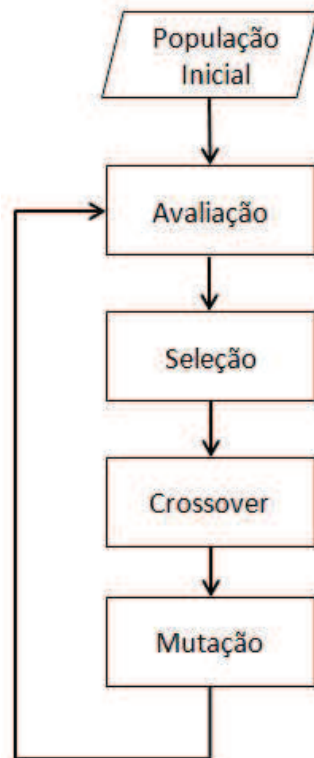 População
Inicial
Avaliação
Seleção
Crossover
Mutação